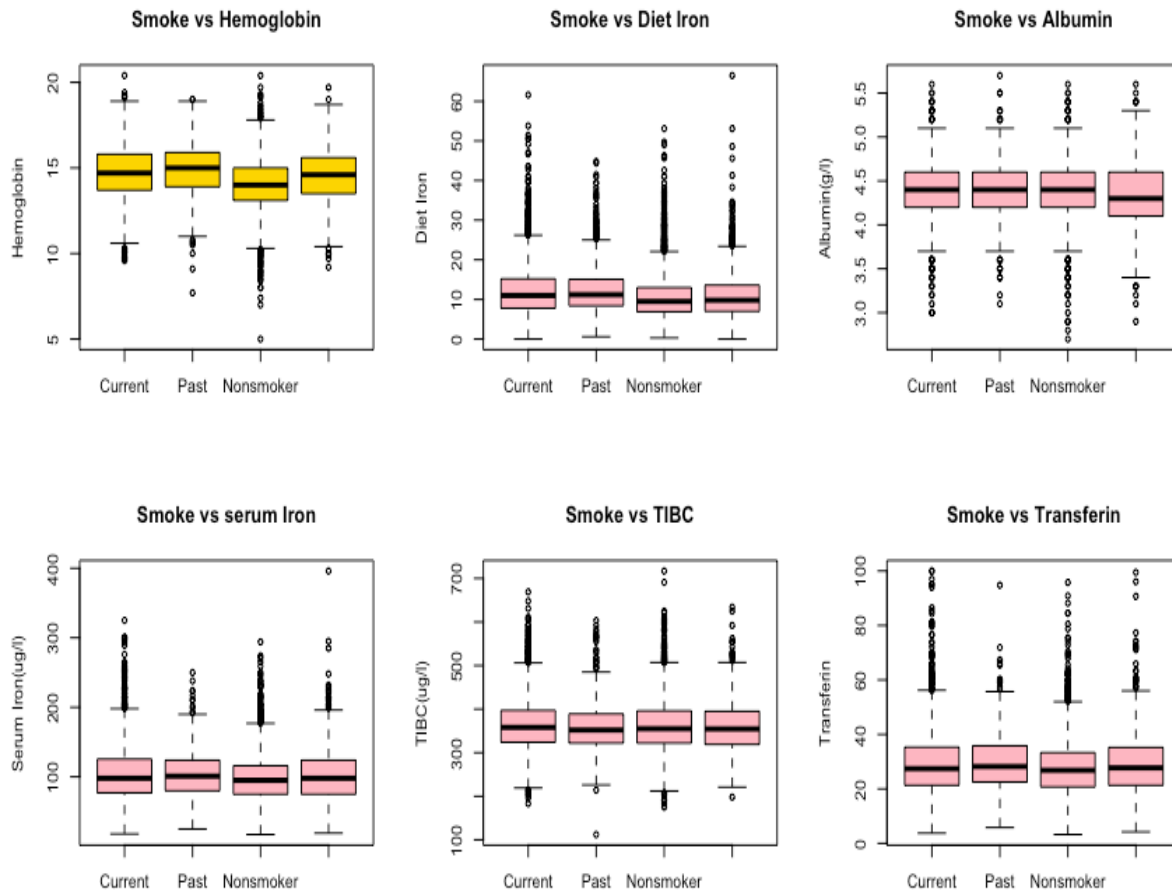 Smoke vs Hemoglobin
Hemoglobin
20
15
10
5
Current Past Nonsmoker
Smoke vs Diet Iron
Diet Iron
60
50
40
30
20
10
0
Current Past Nonsmoker
Smoke vs Albumin
Albumin(g/l)
5.5
5.0
4.5
4.0
3.5
3.0
Current Past Nonsmoker
Smoke vs serum Iron
Serum Iron(ug/l)
400
300
200
100
Current Past Nonsmoker
Smoke vs TIBC
TIBC(ug/l)
700
500
300
100
Current Past Nonsmoker
Smoke vs Transferin
Transferin
100
80
60
40
20
0
Current Past Nonsmoker